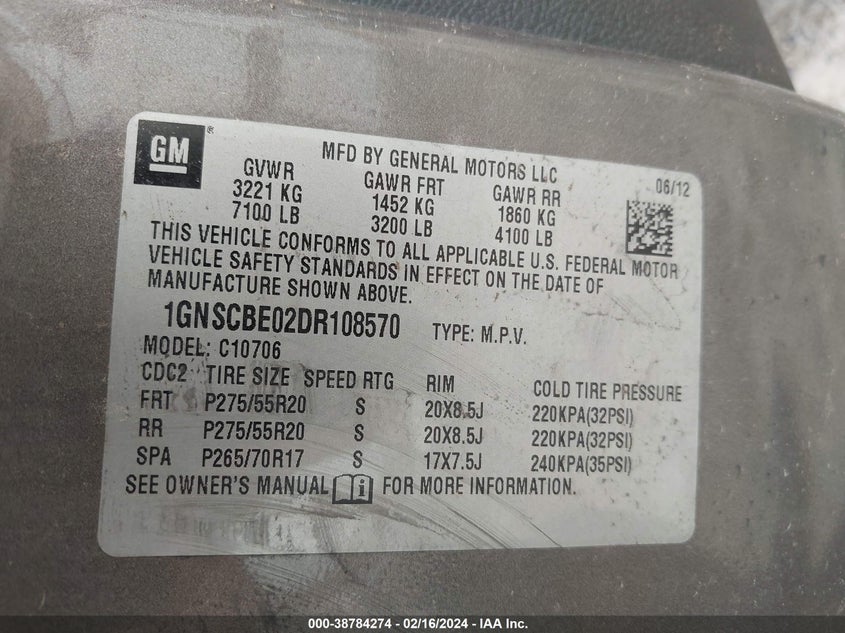 GM
MFD BY GENERAL MOTORS LLC
06/12
GVWR GAWR FRT GAWR RR
3221 KG 1452 KG 1860 KG
7100 LB 3200 LB 4100 LB
THIS VEHICLE CONFORMS TO ALL APPLICABLE U.S. FEDERAL MOTOR
VEHICLE SAFETY STANDARDS IN EFFECT ON THE DATE OF
MANUFACTURE SHOWN ABOVE.
1GNSCBE02DR108570 TYPE: M.P.V.
MODEL: C10706
CDC2 TIRE SIZE SPEED RTG RIM COLD TIRE PRESSURE
FRT P275/55R20 S 20X8.5J 220KPA(32PSI)
RR P275/55R20 S 20X8.5J 220KPA(32PSI)
SPA P265/70R17 S 17X7.5J 240KPA(35PSI)
SEE OWNER'S MANUAL i FOR MORE INFORMATION.
000-38784274 - 02/16/2024 - IAA Inc.